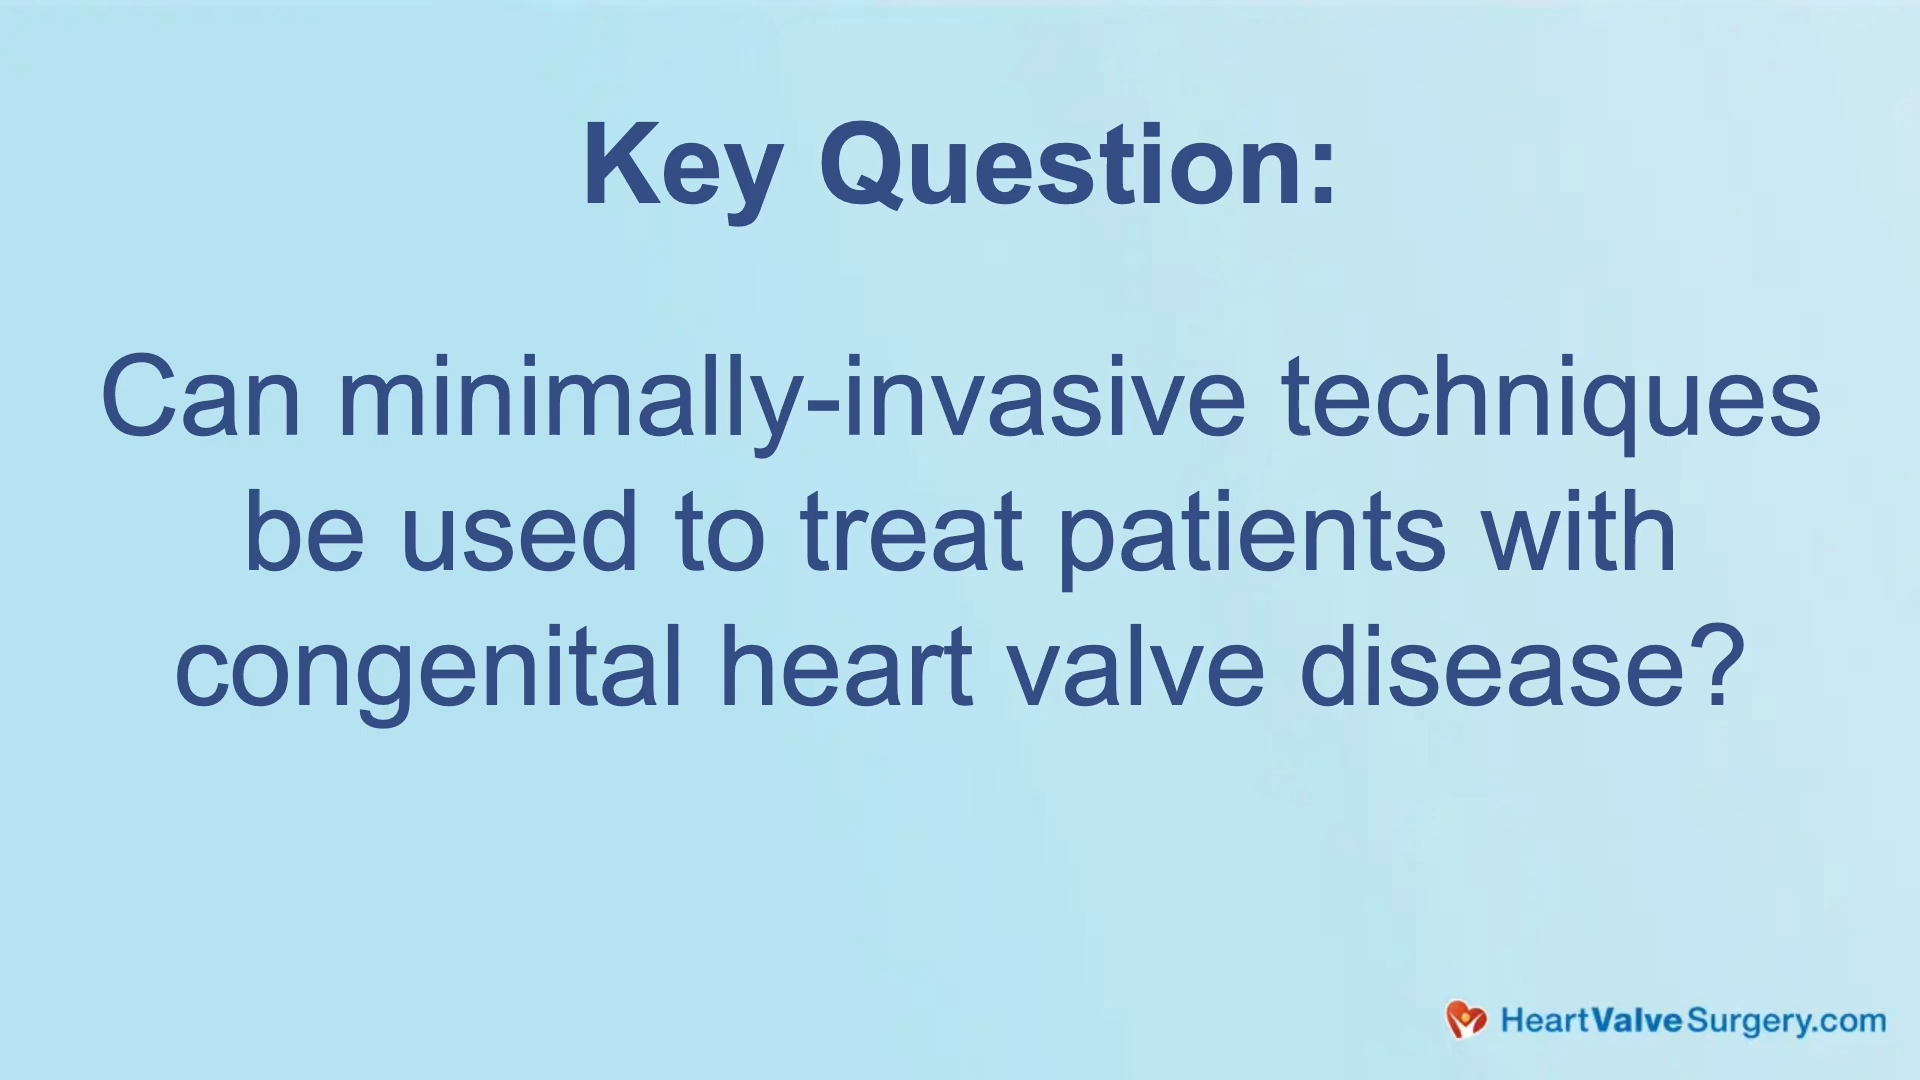 Key Question:
Can minimally-invasive techniques
be used to treat patients with
congenital heart valve disease?
HeartValveSurgery.com